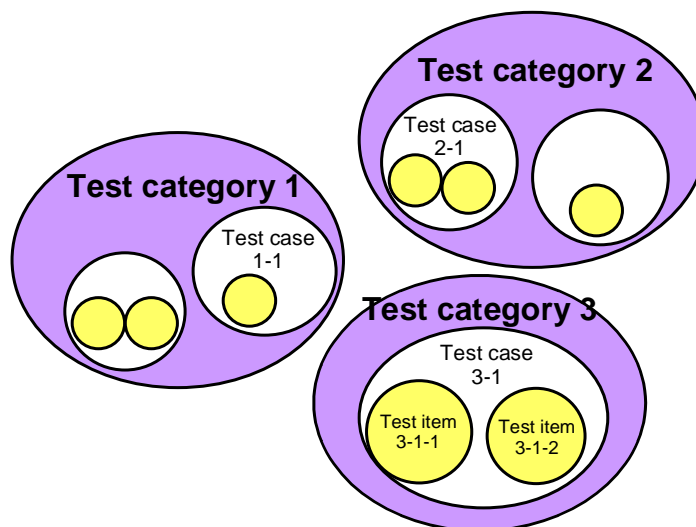 Test category 2
Test case
2-1
Test category 1
Test case
1-1
Test category 3
Test case
3-1
Test item
3-1-1
Test item
3-1-2